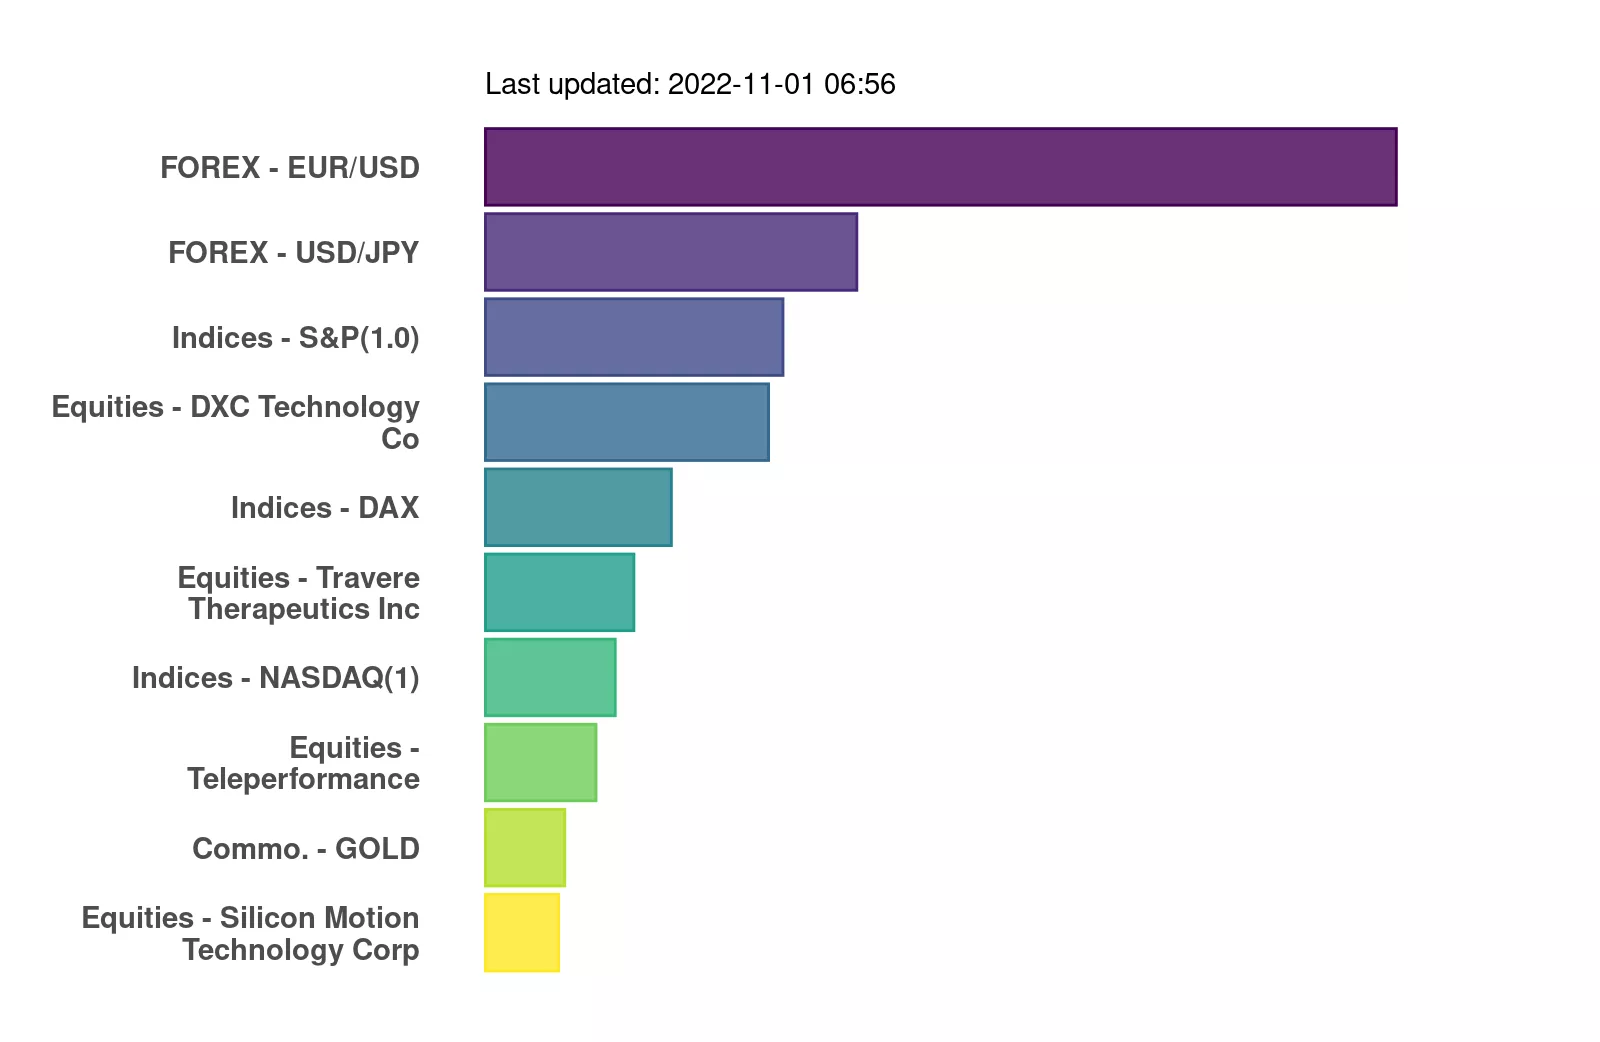 Last updated: 2022-11-01 06:56
FOREX - EUR/USD
FOREX - USD/JPY
Indices - S&P(1.0)
Equities - DXC Technology
Co
Indices - DAX
Equities - Travere
Therapeutics Inc
Indices - NASDAQ(1)
Equities -
Teleperformance
Commo. - GOLD
Equities - Silicon Motion
Technology Corp